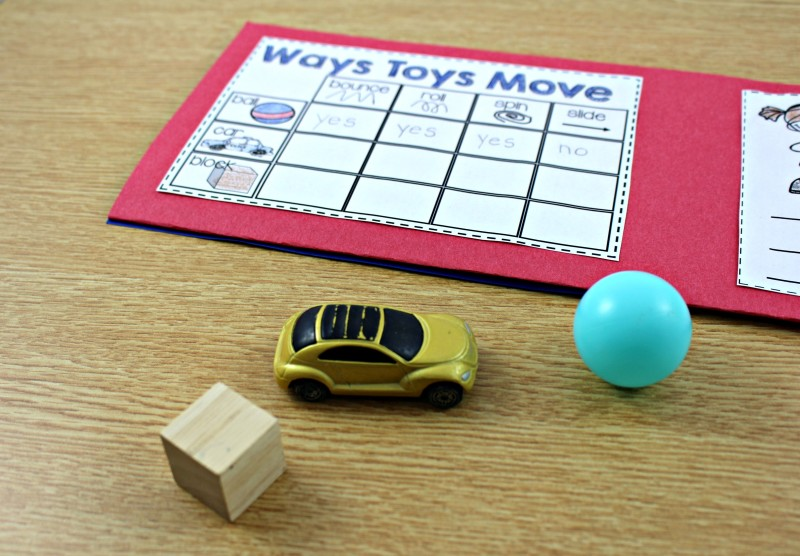 Ways Toys Move
bounce roll spin slide
ball yes yes yes no
car
block